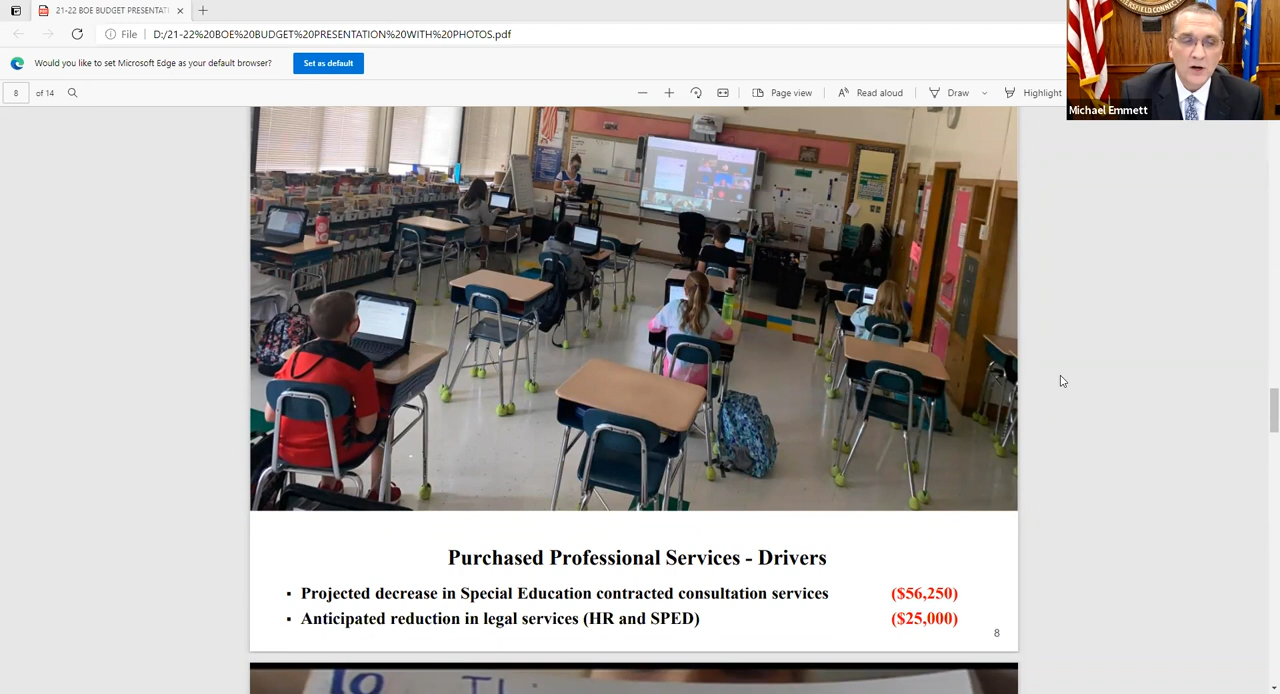 21-22 BOE BUDGET PRESENTAT
File D:/21-22%20BOE%20BUDGET%20PRESENTATION%20WITH%20PHOTOS.pdf
Would you like to set Microsoft Edge as your default browser? Set as default
8 of 14 Page view Read aloud Draw Highlight
Michael Emmett
Purchased Professional Services - Drivers
▪ Projected decrease in Special Education contracted consultation services ($56,250)
▪ Anticipated reduction in legal services (HR and SPED) ($25,000)
8